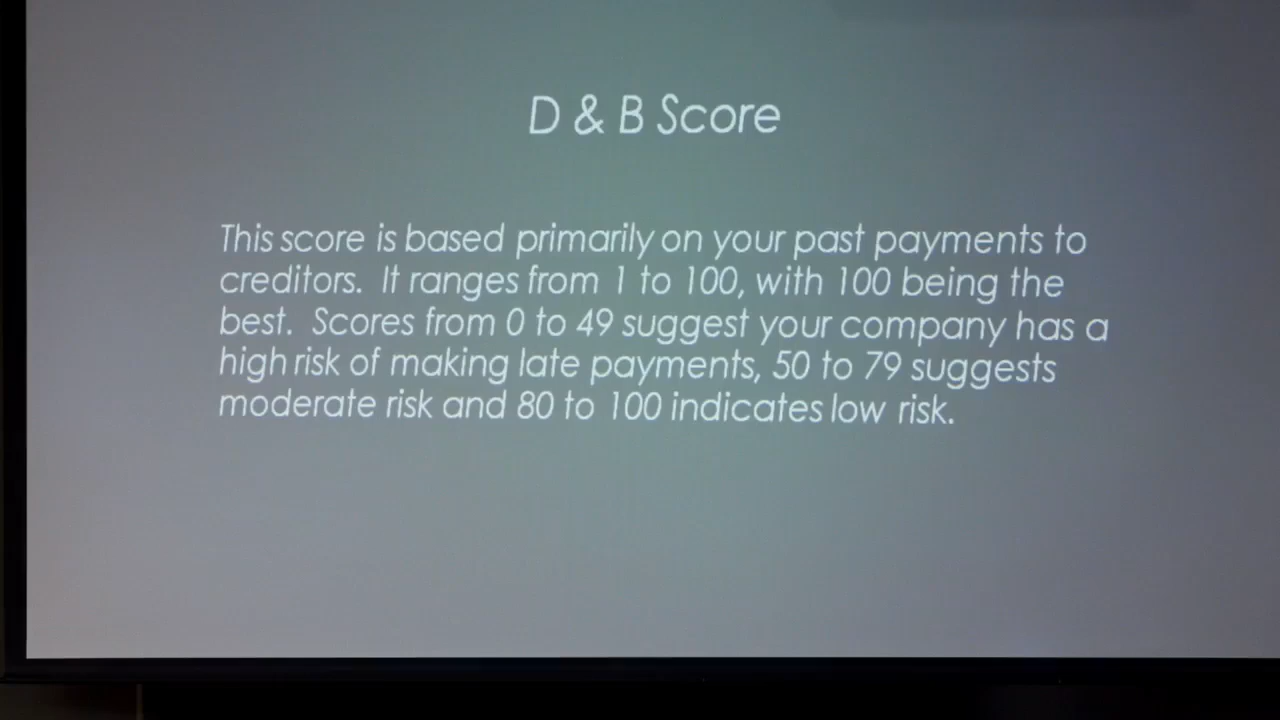 D & B Score
This score is based primarily on your past payments to
creditors. It ranges from 1 to 100, with 100 being the
best. Scores from 0 to 49 suggest your company has a
high risk of making late payments, 50 to 79 suggests
moderate risk and 80 to 100 indicates low risk.